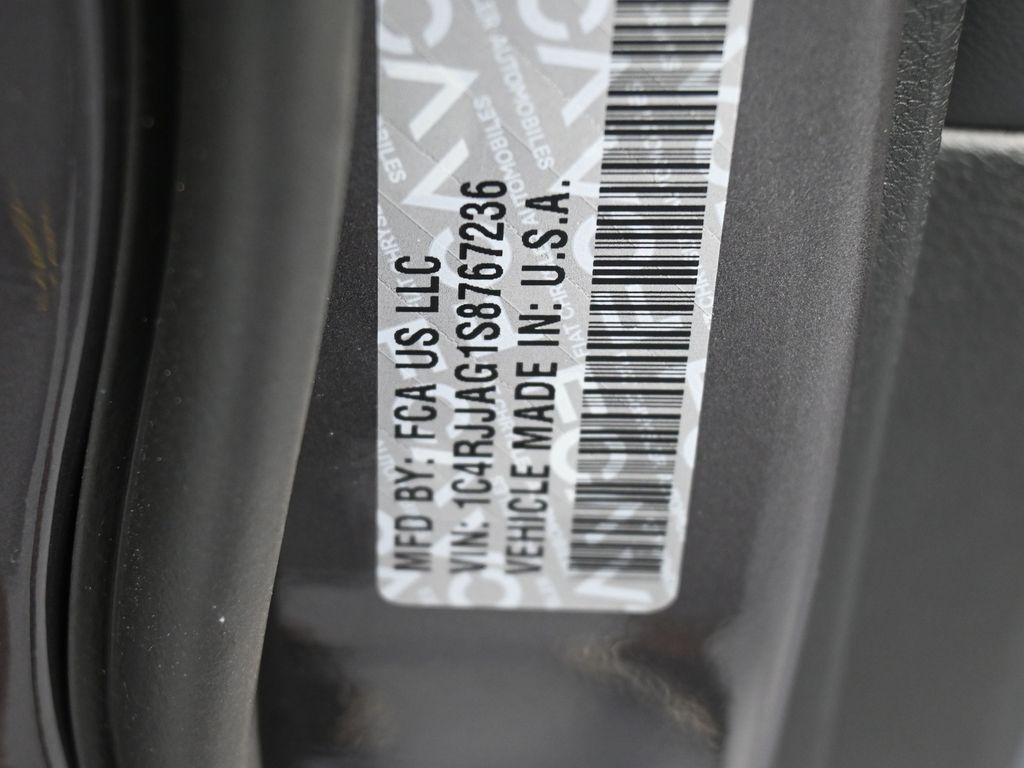 MFD BY: FCA US LLC
VIN: 1C4RJJAG1S8767236
VEHICLE MADE IN: U.S.A.